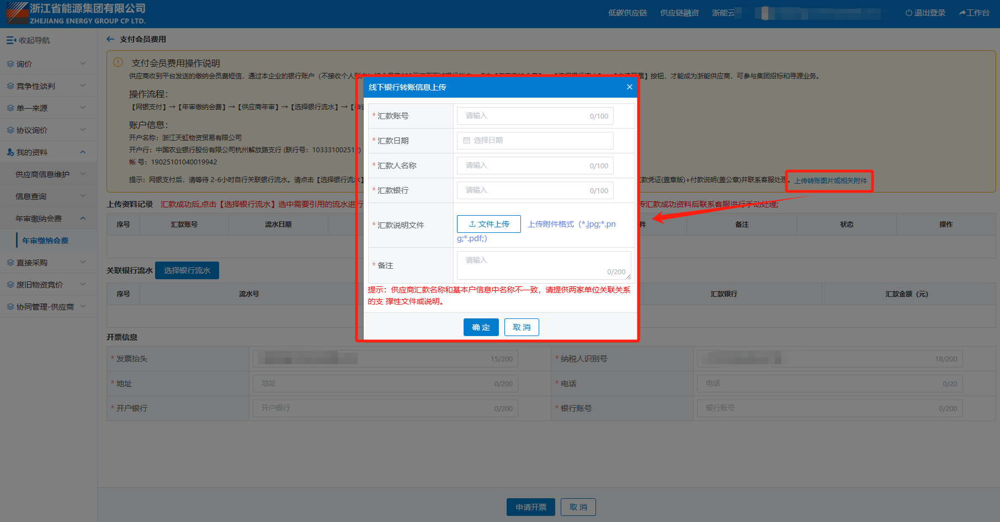 浙江省能源集团有限公司
ZHEJIANG ENERGY GROUP CP LTD.
低碳供应链 供应链融资 浙能云 退出登录 工作台
收起导航
询价
竞争性谈判
单一来源
协议询价
我的资料
供应商信息维护
信息查询
年审缴纳会费
年审缴纳会费
直接采购
废旧物资竞价
协同管理-供应商
支付会员费用
支付会员费用操作说明
供应商收到平台发送的缴纳会员费短信，通过本企业的银行账户（不接收个人 】按钮，才能成为浙能供应商，可参与集团招标和寻源业务。
操作流程：
【网银支付】→【年审缴纳会费】→【供应商年审】→【选择银行流水】→【申
账户信息：
开户名称：浙江天虹物资贸易有限公司
开户行：中国农业银行股份有限公司杭州解放路支行 (联行号：103331002512)
帐 号：19025101040019942
提示：网银支付后，请等待 2-6小时自行关联银行流水。请点击【选择银行流水】 款凭证(盖章版)+付款说明(盖公章)并联系客服处理。 上传转账图片或相关附件
上传资料记录 汇款成功后,点击【选择银行流水】选中需要引用的流水进行 传汇款成功资料后联系客服进行手动处理;
序号 汇款账号 流水日期 件 备注 状态 操作
关联银行流水 选择银行流水
序号 流水号 汇款银行 汇款金额（元）
开票信息
* 发票抬头 15/200 * 纳税人识别号 18/200
* 地址 地址 0/200 * 电话 电话 0/20
* 开户银行 开户银行 0/200 * 银行账号 银行账号 0/200
申请开票 取 消
线下银行转账信息上传
* 汇款账号 请输入 0/100
* 汇款日期 选择日期
* 汇款人名称 请输入 0/100
* 汇款银行 请输入 0/100
* 汇款说明文件 文件上传 上传附件格式（*.jpg;*.pn
g;*.pdf;）
* 备注 请输入 0/200
提示：供应商汇款名称和基本户信息中名称不一致，请提供两家单位关联关系
的支 撑性文件或说明。
确 定 取 消